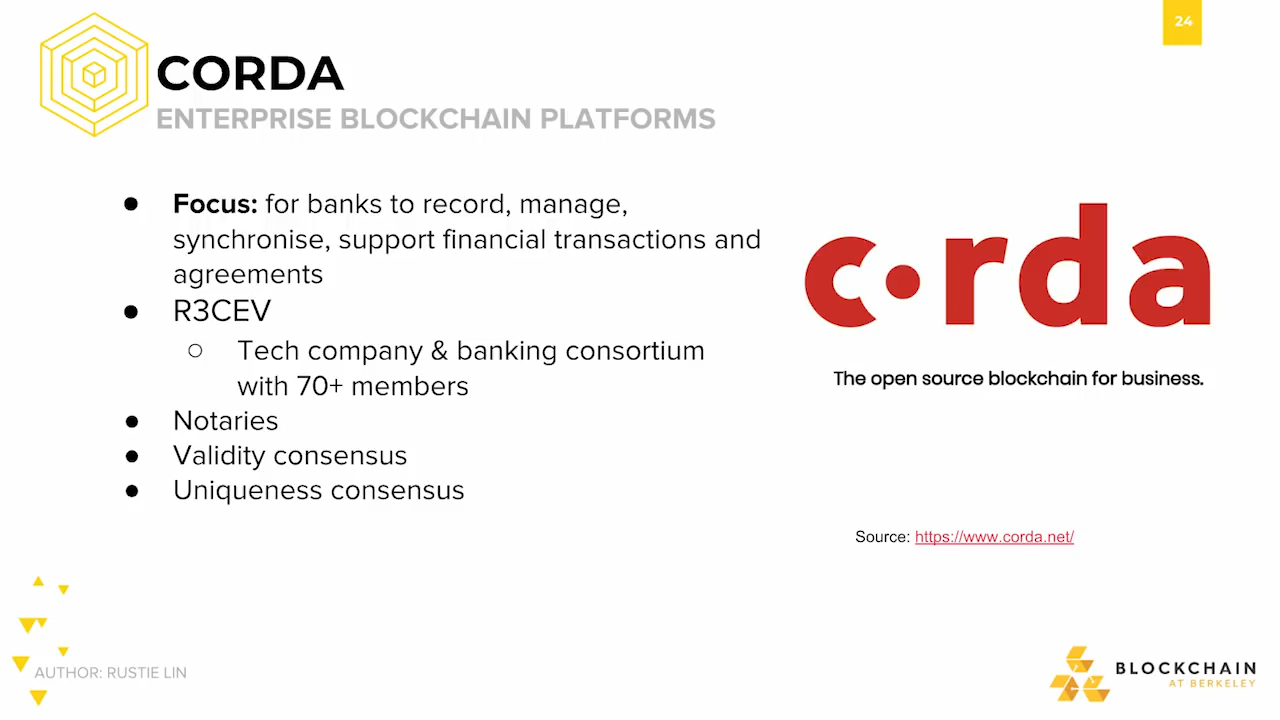 24
CORDA
ENTERPRISE BLOCKCHAIN PLATFORMS
● Focus: for banks to record, manage,
synchronise, support financial transactions and
agreements
● R3CEV
○ Tech company & banking consortium
with 70+ members
● Notaries
● Validity consensus
● Uniqueness consensus
corda
The open source blockchain for business.
Source: https://www.corda.net/
AUTHOR: RUSTIE LIN
BLOCKCHAIN
AT BERKELEY